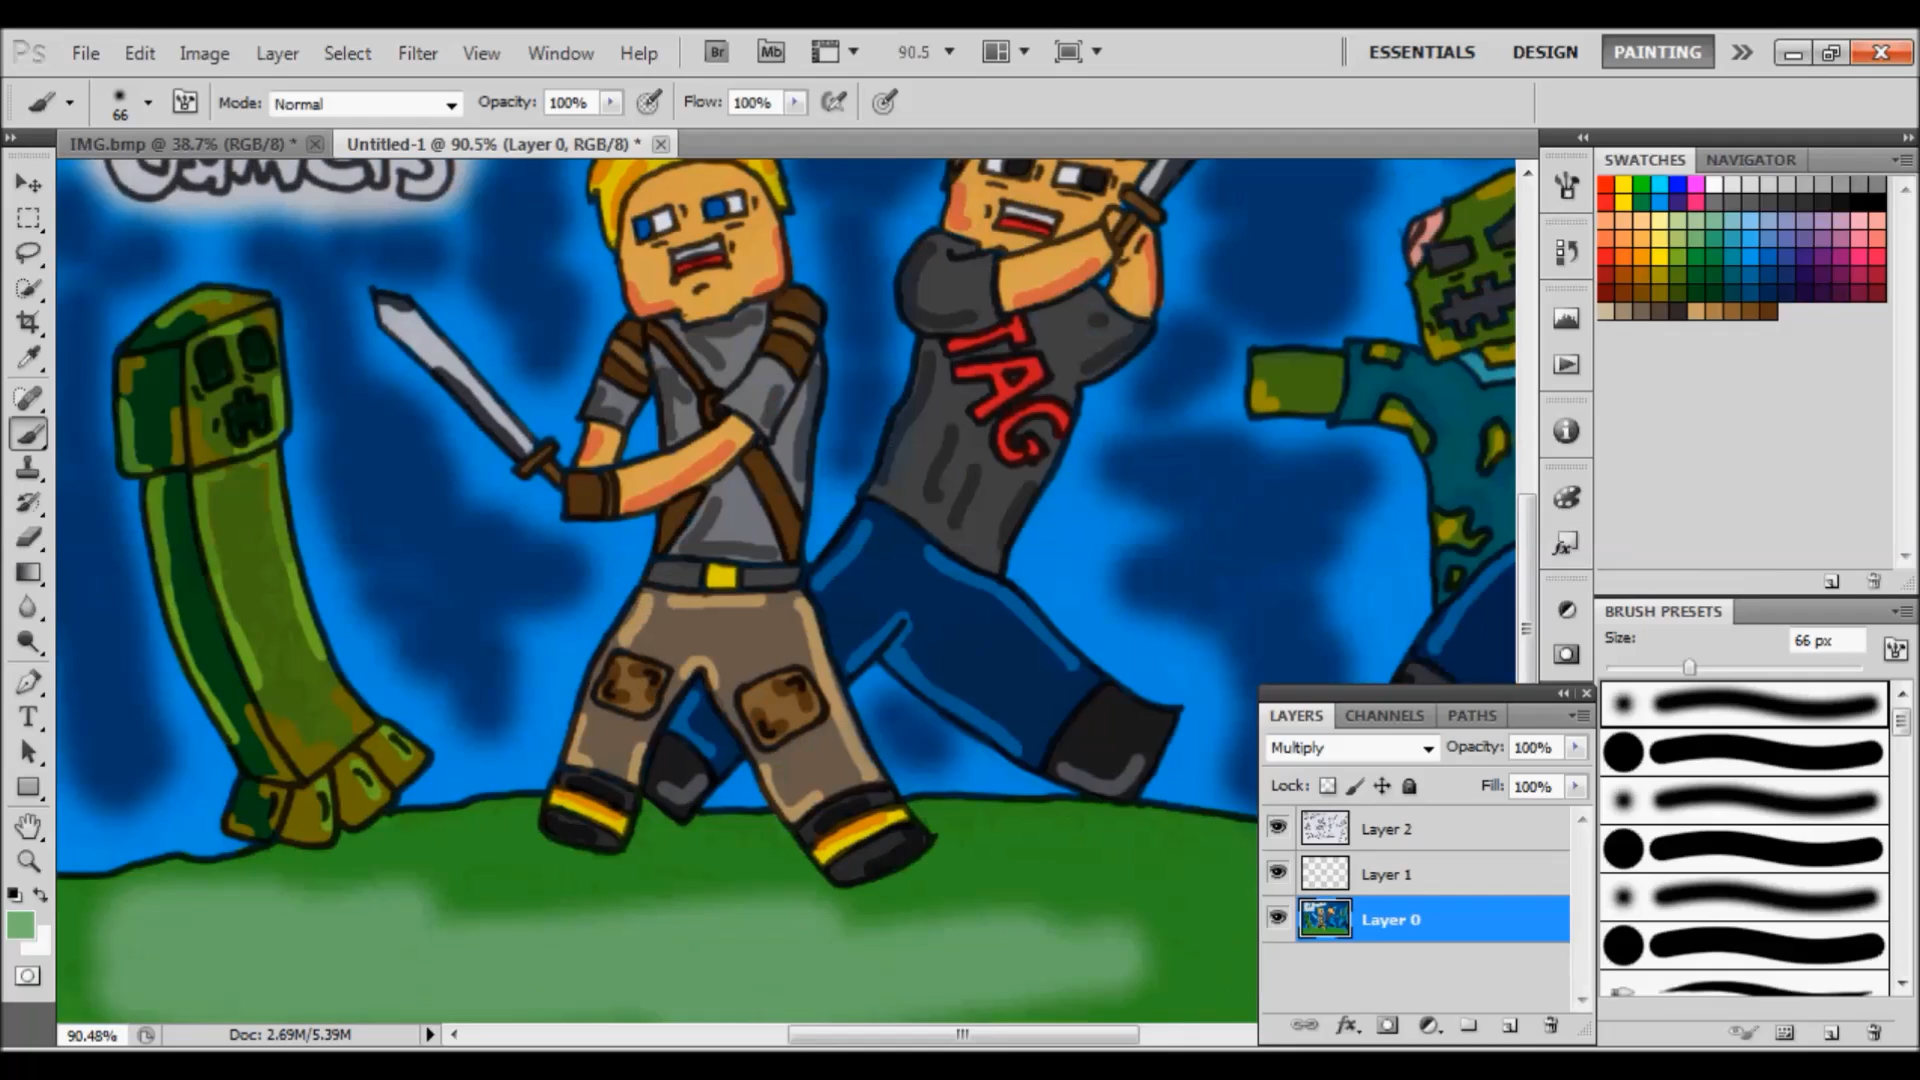 Ps File Edit Image Layer Select Filter View Window Help Br Mb 90.5 ESSENTIALS DESIGN PAINTING
66 Mode: Normal Opacity: 100% Flow: 100%
IMG.bmp @ 38.7% (RGB/8) * Untitled-1 @ 90.5% (Layer 0, RGB/8) *
SWATCHES NAVIGATOR
TAG
BRUSH PRESETS
Size: 66 px
LAYERS CHANNELS PATHS
Multiply Opacity: 100%
Lock: Fill: 100%
Layer 2
Layer 1
Layer 0
90.48% Doc: 2.69M/5.39M